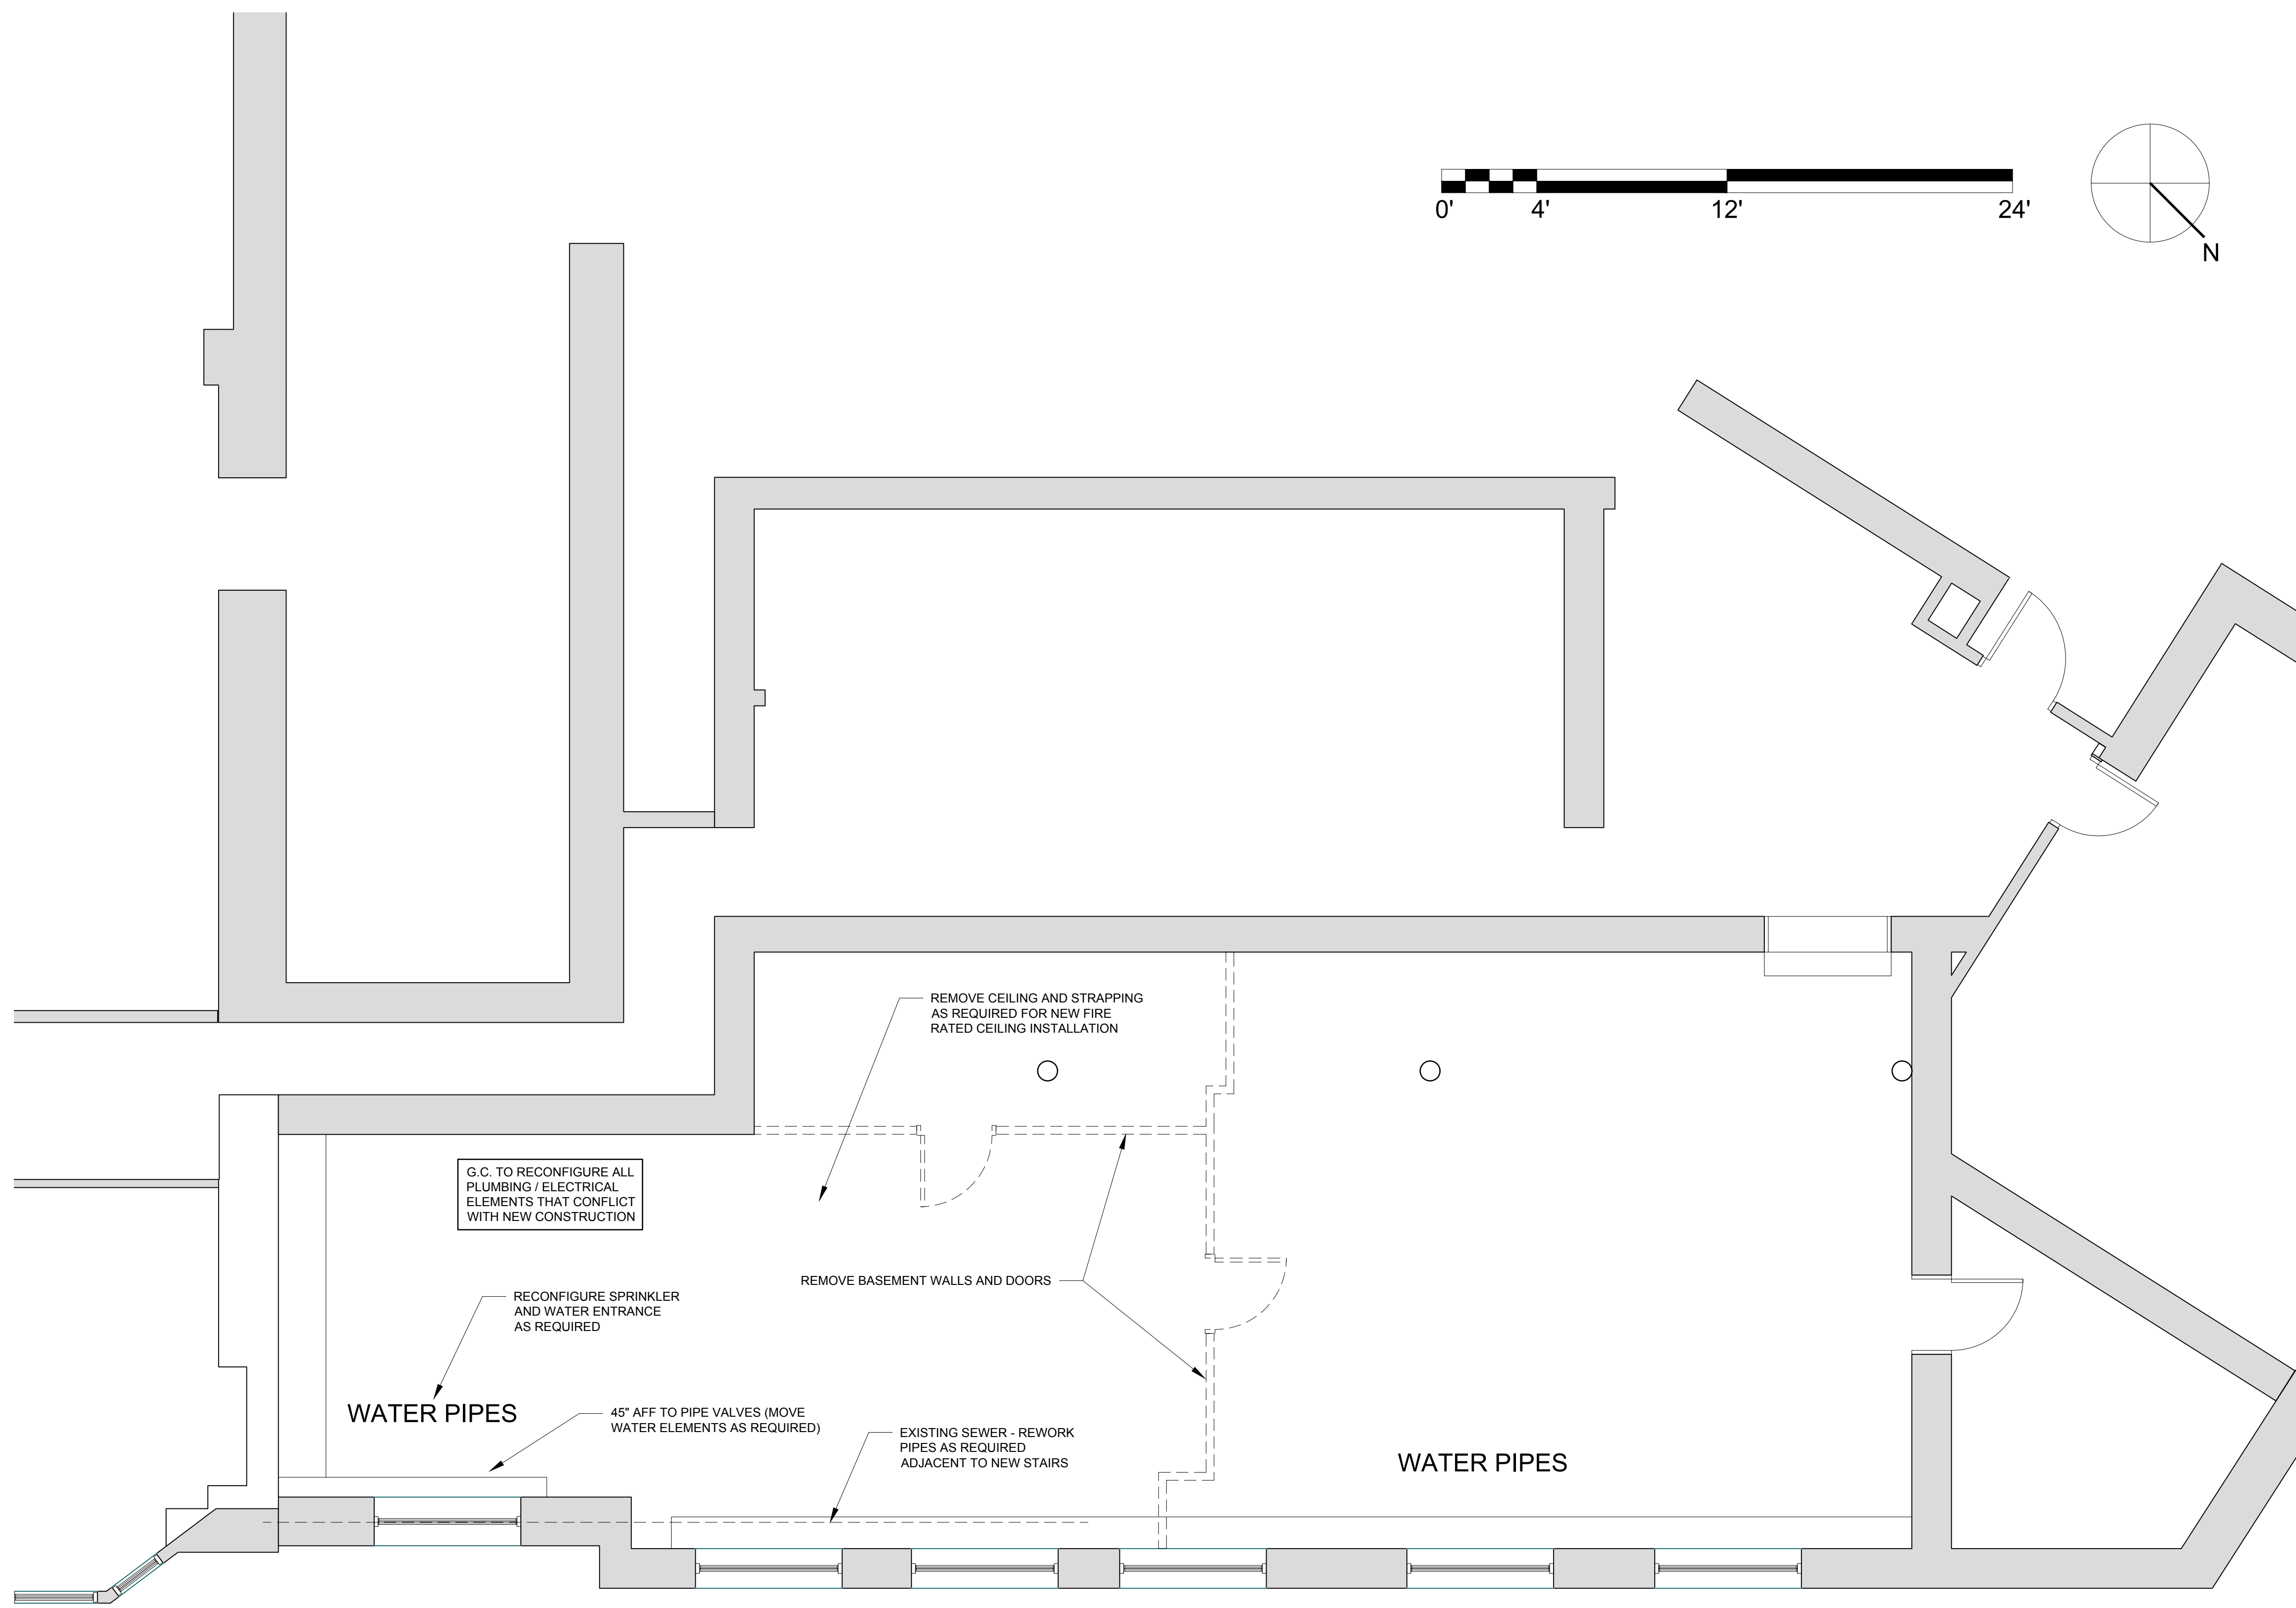 0' 4' 12' 24'
N
REMOVE CEILING AND STRAPPING
AS REQUIRED FOR NEW FIRE
RATED CEILING INSTALLATION
G.C. TO RECONFIGURE ALL
PLUMBING / ELECTRICAL
ELEMENTS THAT CONFLICT
WITH NEW CONSTRUCTION
REMOVE BASEMENT WALLS AND DOORS
RECONFIGURE SPRINKLER
AND WATER ENTRANCE
AS REQUIRED
WATER PIPES
45" AFF TO PIPE VALVES (MOVE
WATER ELEMENTS AS REQUIRED)
EXISTING SEWER - REWORK
PIPES AS REQUIRED
ADJACENT TO NEW STAIRS
WATER PIPES